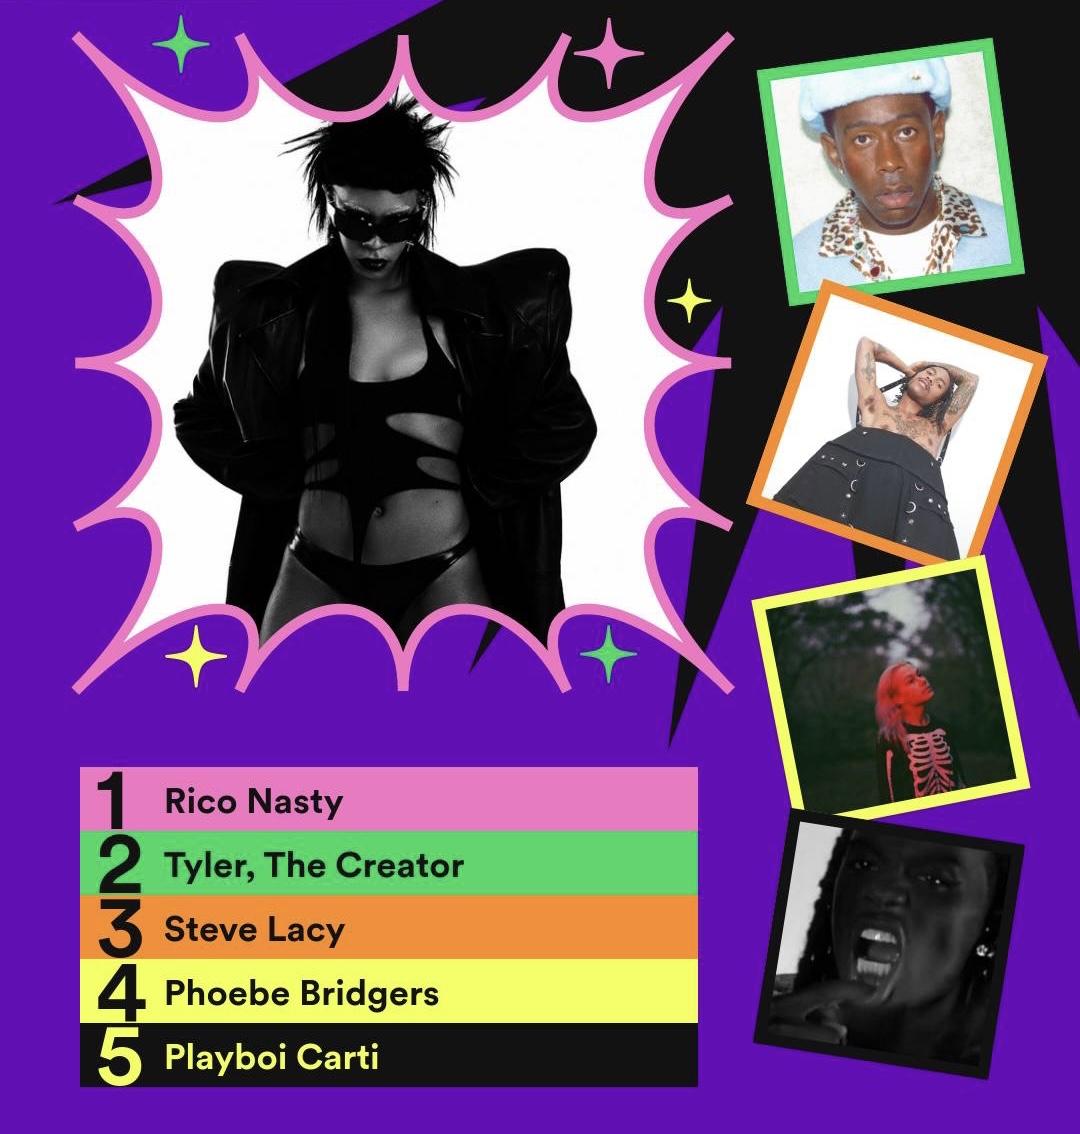 1 Rico Nasty
2 Tyler, The Creator
3 Steve Lacy
4 Phoebe Bridgers
5 Playboi Carti